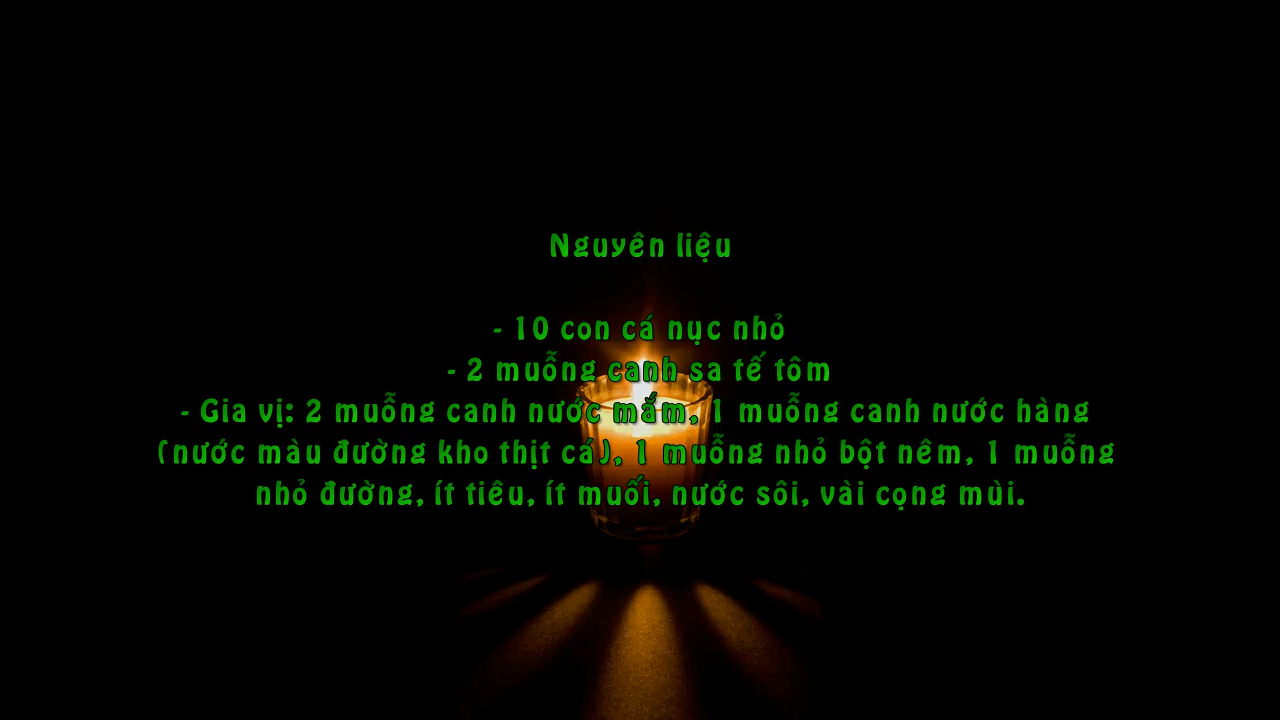 Nguyên liệu
- 10 con cá nục nhỏ
- 2 muỗng canh sa tế tôm
- Gia vị: 2 muỗng canh nước mắm, 1 muỗng canh nước hàng
(nước màu đường kho thịt cá), 1 muỗng nhỏ bột nêm, 1 muỗng
nhỏ đường, ít tiêu, ít muối, nước sôi, vài cọng mùi.